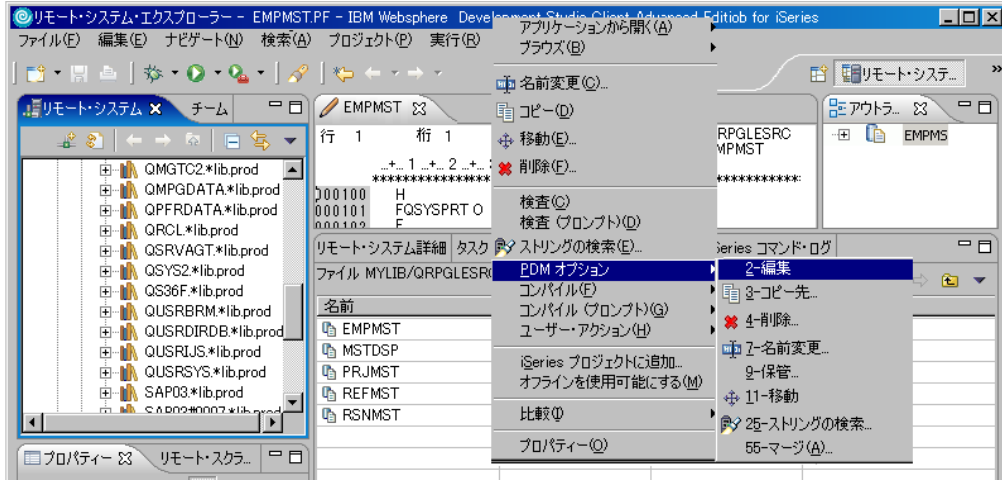 リモート・システム・エクスプローラー - EMPMST.PF - IBM Websphere Development Studio Client Advanced Editiob for iSeries
ファイル(F) 編集(E) ナビゲート(N) 検索(A) プロジェクト(P) 実行(R)
リモート・システ...
»
リモート・システム チーム
QMGTC2.*lib.prod
QMPGDATA.*lib.prod
QPFRDATA.*lib.prod
QRCL.*lib.prod
QSRVAGT.*lib.prod
QSYS2.*lib.prod
QS36F.*lib.prod
QUSRBRM.*lib.prod
QUSRDIRDB.*lib.prod
QUSRIJS.*lib.prod
QUSRSYS.*lib.prod
SAP03.*lib.prod
SAP03#0007.*lib.prod
プロパティー リモート・スクラ...
EMPMST
行 1 桁 1
RPGLESRC
MPMST
...+... 1 ...+... 2 ...+...
000100 H
000101 FQSYSPRT O
000102 F
リモート・システム詳細 タスク
iSeries コマンド・ログ
ファイル MYLIB/QRPGLESRC
名前
EMPMST
MSTDSP
PRJMST
REFMST
RSNMST
アウトラ...
EMPMS
アプリケーションから開く(A)
ブラウズ(B)
名前変更(C)...
コピー(D)
移動(E)...
削除(F)...
検査(C)
検査 (プロンプト)(D)
ストリングの検索(E)...
PDM オプション
コンパイル(F)
コンパイル (プロンプト)(G)
ユーザー・アクション(H)
iSeries プロジェクトに追加...
オフラインを使用可能にする(M)
比較(I)
プロパティー(O)
2-編集
3-コピー先...
4-削除...
7-名前変更...
9-保管...
11-移動
25-ストリングの検索...
55-マージ(A)...